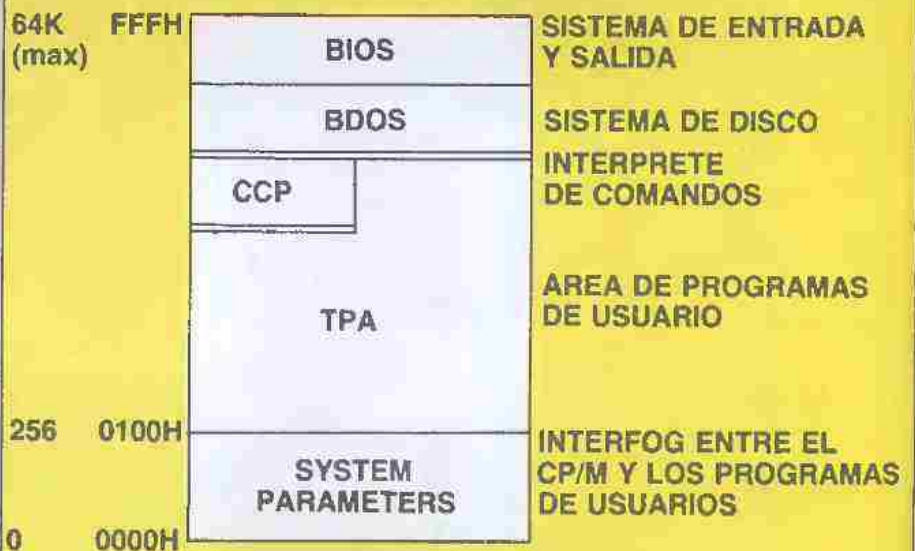 64K FFFH
(max)
BIOS
SISTEMA DE ENTRADA
Y SALIDA
BDOS
SISTEMA DE DISCO
CCP
INTERPRETE
DE COMANDOS
TPA
AREA DE PROGRAMAS
DE USUARIO
256 0100H
SYSTEM
PARAMETERS
INTERFOG ENTRE EL
CP/M Y LOS PROGRAMAS
DE USUARIOS
0 0000H